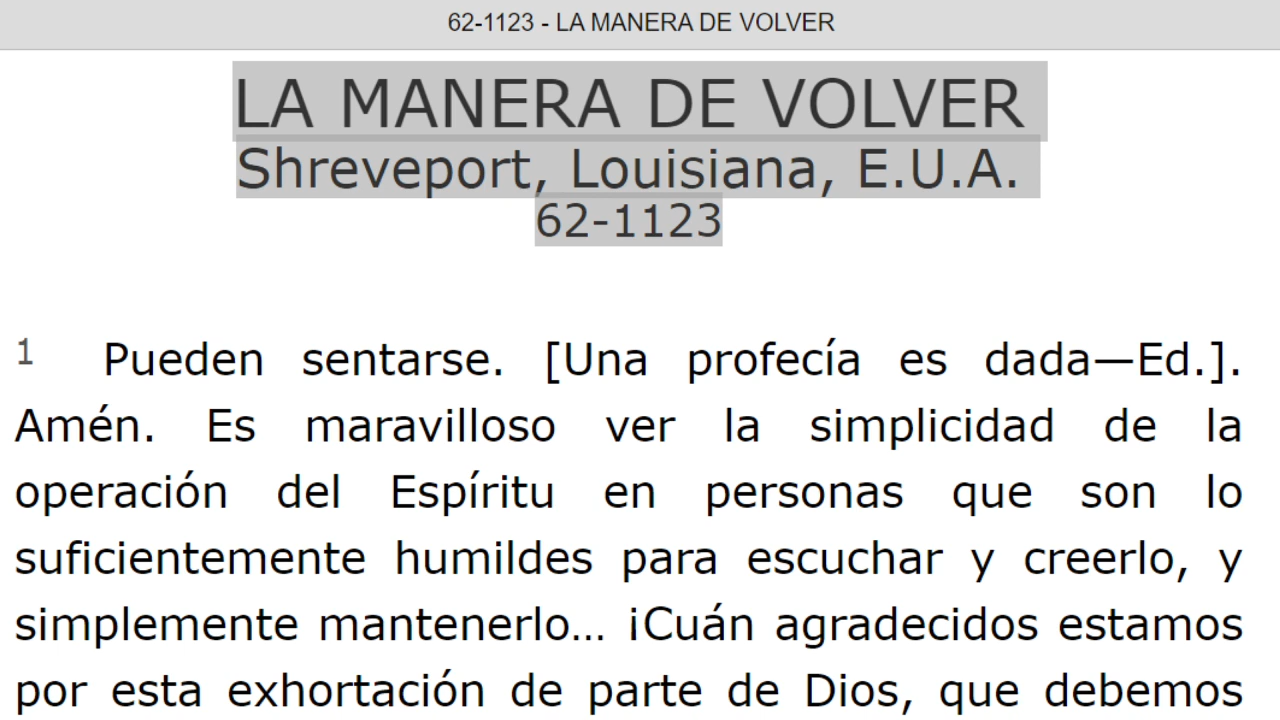 62-1123 - LA MANERA DE VOLVER
LA MANERA DE VOLVER
Shreveport, Louisiana, E.U.A.
62-1123
1 Pueden sentarse. [Una profecía es dada—Ed.].
Amén. Es maravilloso ver la simplicidad de la
operación del Espíritu en personas que son lo
suficientemente humildes para escuchar y creerlo, y
simplemente mantenerlo... ¡Cuán agradecidos estamos
por esta exhortación de parte de Dios, que debemos